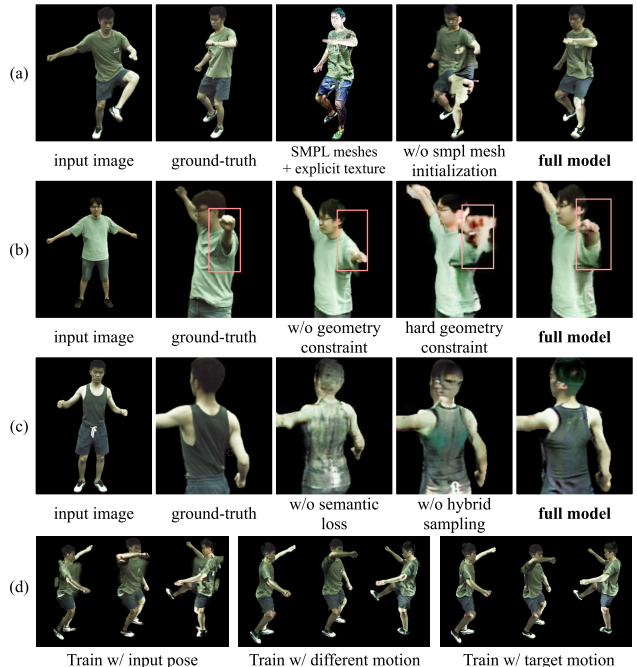 (a)
input image
ground-truth
SMPL meshes
+ explicit texture
w/o smpl mesh
initialization
full model
(b)
input image
ground-truth
w/o geometry
constraint
hard geometry
constraint
full model
(c)
input image
ground-truth
w/o semantic
loss
w/o hybrid
sampling
full model
(d)
Train w/ input pose
Train w/ different motion
Train w/ target motion